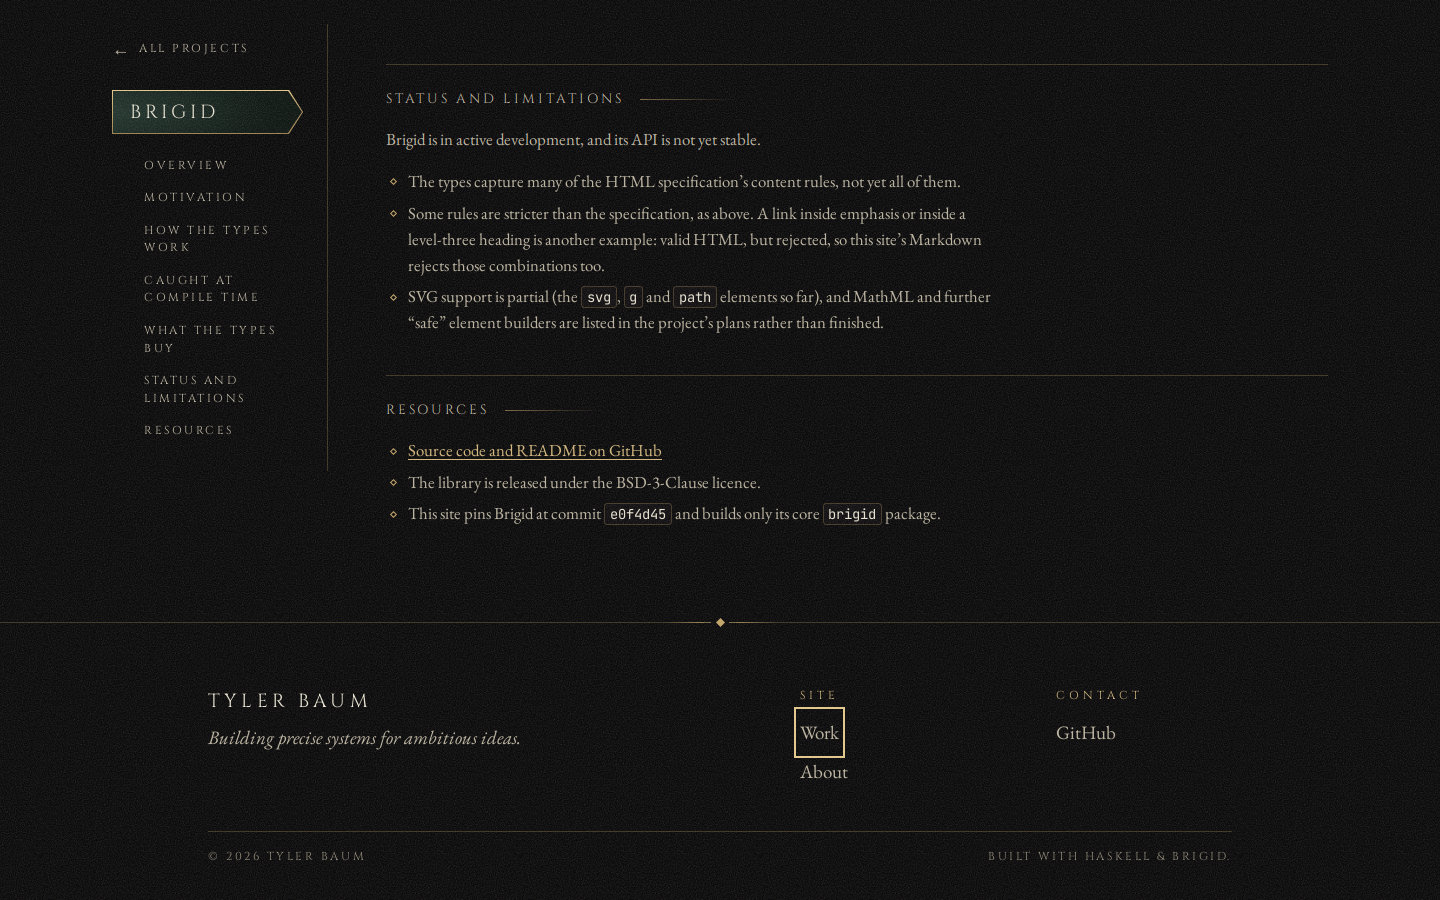 ← ALL PROJECTS
BRIGID
OVERVIEW
MOTIVATION
HOW THE TYPES
WORK
CAUGHT AT
COMPILE TIME
WHAT THE TYPES
BUY
STATUS AND
LIMITATIONS
RESOURCES
STATUS AND LIMITATIONS
Brigid is in active development, and its API is not yet stable.
The types capture many of the HTML specification’s content rules, not yet all of them.
Some rules are stricter than the specification, as above. A link inside emphasis or inside a
level-three heading is another example: valid HTML, but rejected, so this site’s Markdown
rejects those combinations too.
SVG support is partial (the svg, g and path elements so far), and MathML and further
“safe” element builders are listed in the project’s plans rather than finished.
RESOURCES
Source code and README on GitHub
The library is released under the BSD-3-Clause licence.
This site pins Brigid at commit e0f4d45 and builds only its core brigid package.
TYLER BAUM
Building precise systems for ambitious ideas.
SITE
Work
About
CONTACT
GitHub
© 2026 TYLER BAUM
BUILT WITH HASKELL & BRIGID.